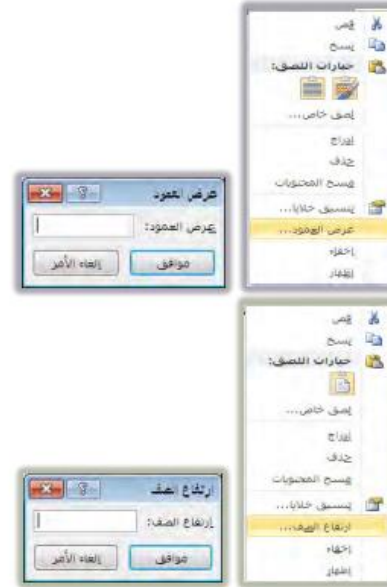 قص
نسخ
خيارات اللصق:
لصق خاص...
إدراج
حذف
مسح المحتويات
تنسيق خلايا...
عرض العمود...
إخفاء
إظهار
عرض العمود
عرض العمود:
موافق
إلغاء الأمر
قص
نسخ
خيارات اللصق:
لصق خاص...
إدراج
حذف
مسح المحتويات
تنسيق خلايا...
ارتفاع الصف...
إخفاء
إظهار
ارتفاع الصف
إرتفاع الصف:
موافق
إلغاء الأمر